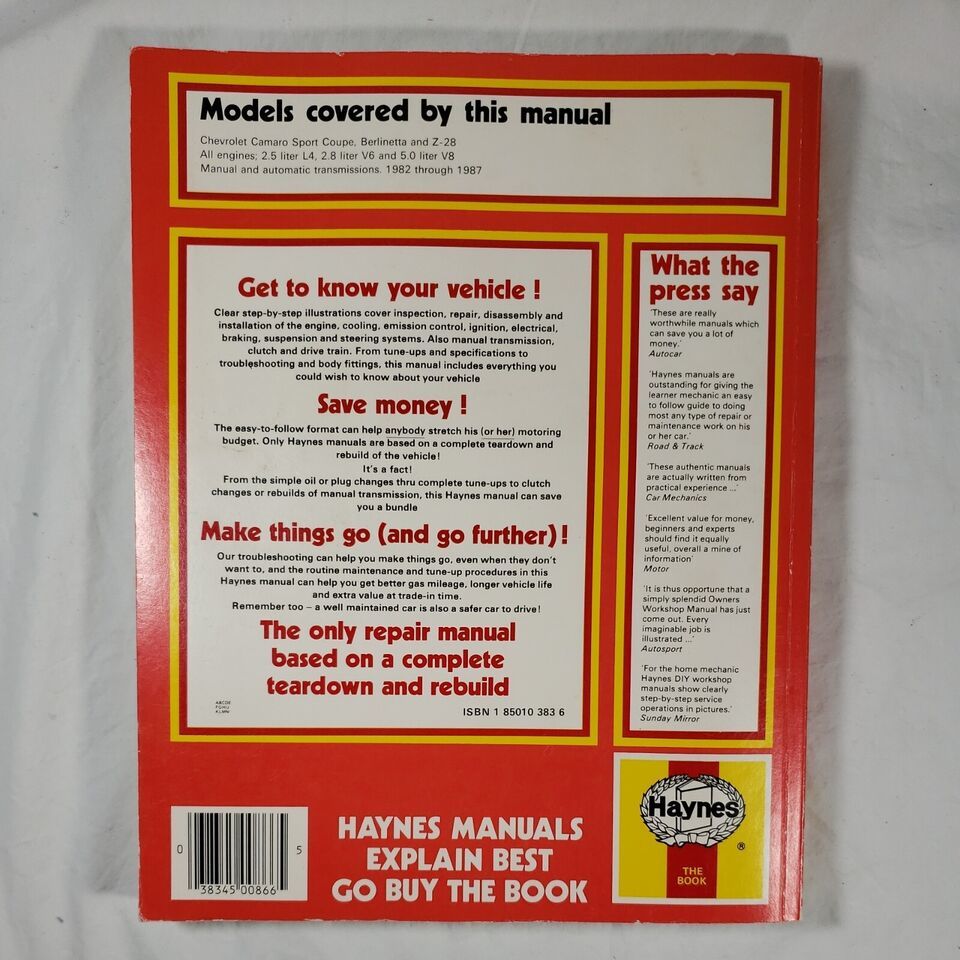 Models covered by this manual
Chevrolet Camaro Sport Coupe, Berlinetta and Z-28
All engines; 2.5 liter L4, 2.8 liter V6 and 5.0 liter V8
Manual and automatic transmissions. 1982 through 1987
Get to know your vehicle !
Clear step-by-step illustrations cover inspection, repair, disassembly and
installation of the engine, cooling, emission control, ignition, electrical,
braking, suspension and steering systems. Also manual transmission,
clutch and drive train. From tune-ups and specifications to
troubleshooting and body fittings, this manual includes everything you
could wish to know about your vehicle
Save money !
The easy-to-follow format can help anybody stretch his (or her) motoring
budget. Only Haynes manuals are based on a complete teardown and
rebuild of the vehicle!
It's a fact!
From the simple oil or plug changes thru complete tune-ups to clutch
changes or rebuilds of manual transmission, this Haynes manual can save
you a bundle
Make things go (and go further) !
Our troubleshooting can help you make things go, even when they don't
want to, and the routine maintenance and tune-up procedures in this
Haynes manual can help you get better gas mileage, longer vehicle life
and extra value at trade-in time.
Remember too – a well maintained car is also a safer car to drive!
The only repair manual
based on a complete
teardown and rebuild
ABCDE
FGHIJ
KLMN
ISBN 1 85010 383 6
What the
press say
'These are really
worthwhile manuals which
can save you a lot of
money.'
Autocar
'Haynes manuals are
outstanding for giving the
learner mechanic an easy
to follow guide to doing
most any type of repair or
maintenance work on his
or her car.'
Road & Track
'These authentic manuals
are actually written from
practical experience ...'
Car Mechanics
'Excellent value for money,
beginners and experts
should find it equally
useful, overall a mine of
information'
Motor
'It is thus opportune that a
simply splendid Owners
Workshop Manual has just
come out. Every
imaginable job is
illustrated ...'
Autosport
'For the home mechanic
Haynes DIY workshop
manuals show clearly
step-by-step service
operations in pictures.'
Sunday Mirror
0 38345 00866 5
HAYNES MANUALS
EXPLAIN BEST
GO BUY THE BOOK
Haynes
®
THE
BOOK